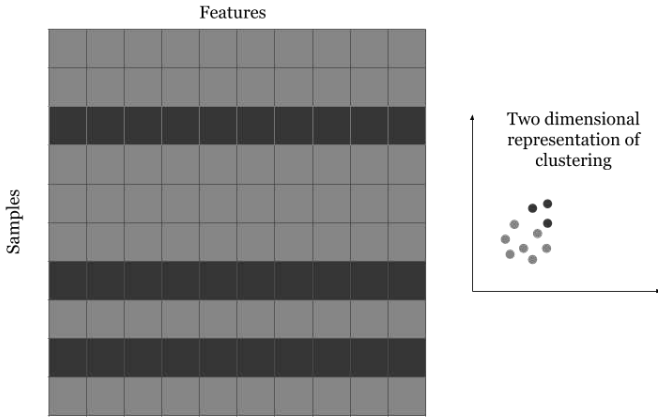 Features
Samples
Two dimensional
representation of
clustering